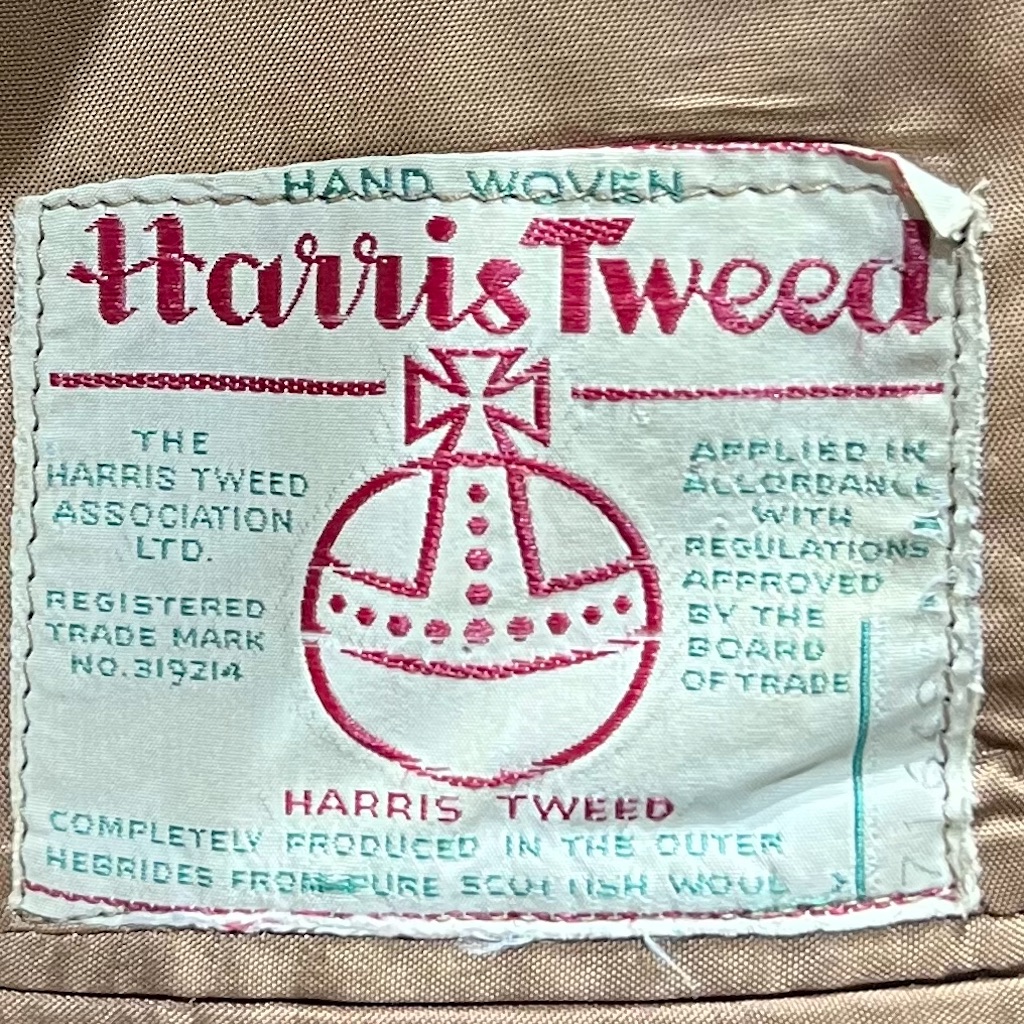 HAND WOVEN
Harris Tweed
THE
HARRIS TWEED
ASSOCIATION
LTD.
REGISTERED
TRADE MARK
NO.319214
APPLIED IN
ACCORDANCE
WITH
REGULATIONS
APPROVED
BY THE
BOARD
OF TRADE
HARRIS TWEED
COMPLETELY PRODUCED IN THE OUTER
HEBRIDES FROM PURE SCOTTISH WOOL